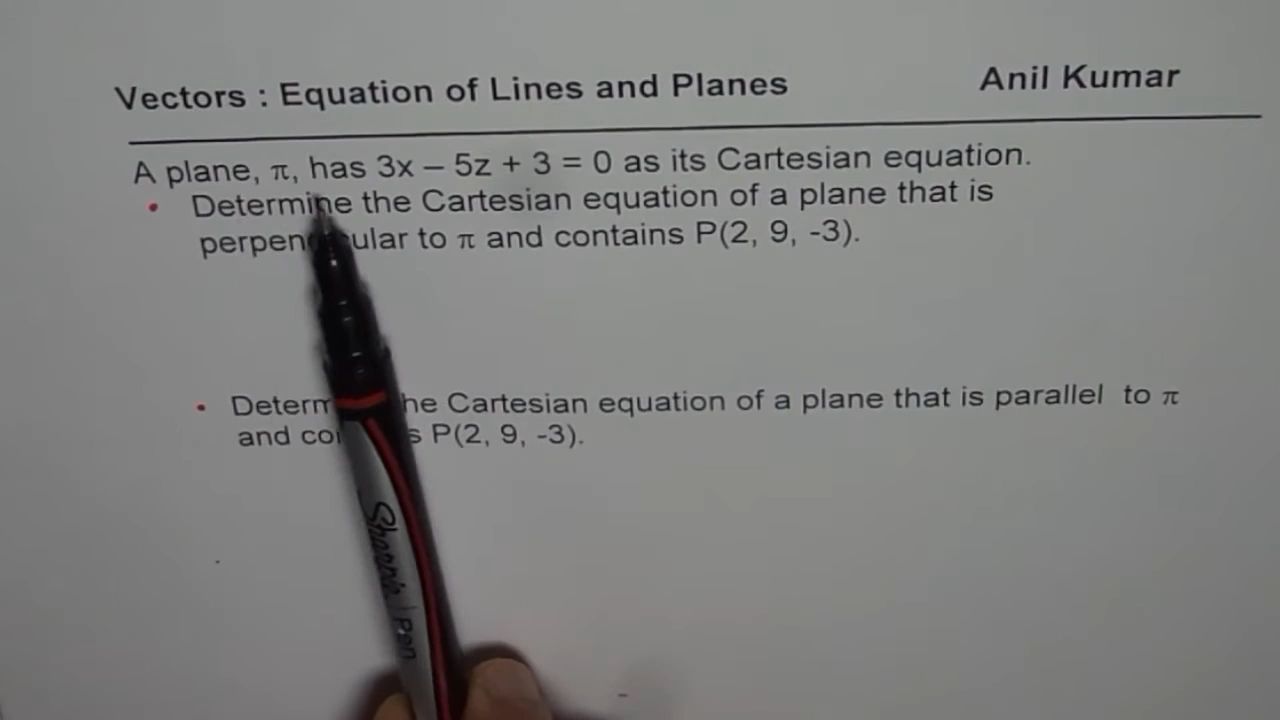 Vectors : Equation of Lines and Planes Anil Kumar
A plane, π, has 3x – 5z + 3 = 0 as its Cartesian equation.
• Determine the Cartesian equation of a plane that is
perpendicular to π and contains P(2, 9, -3).
• Determ he Cartesian equation of a plane that is parallel to π
and co s P(2, 9, -3).
Sharpie Pen